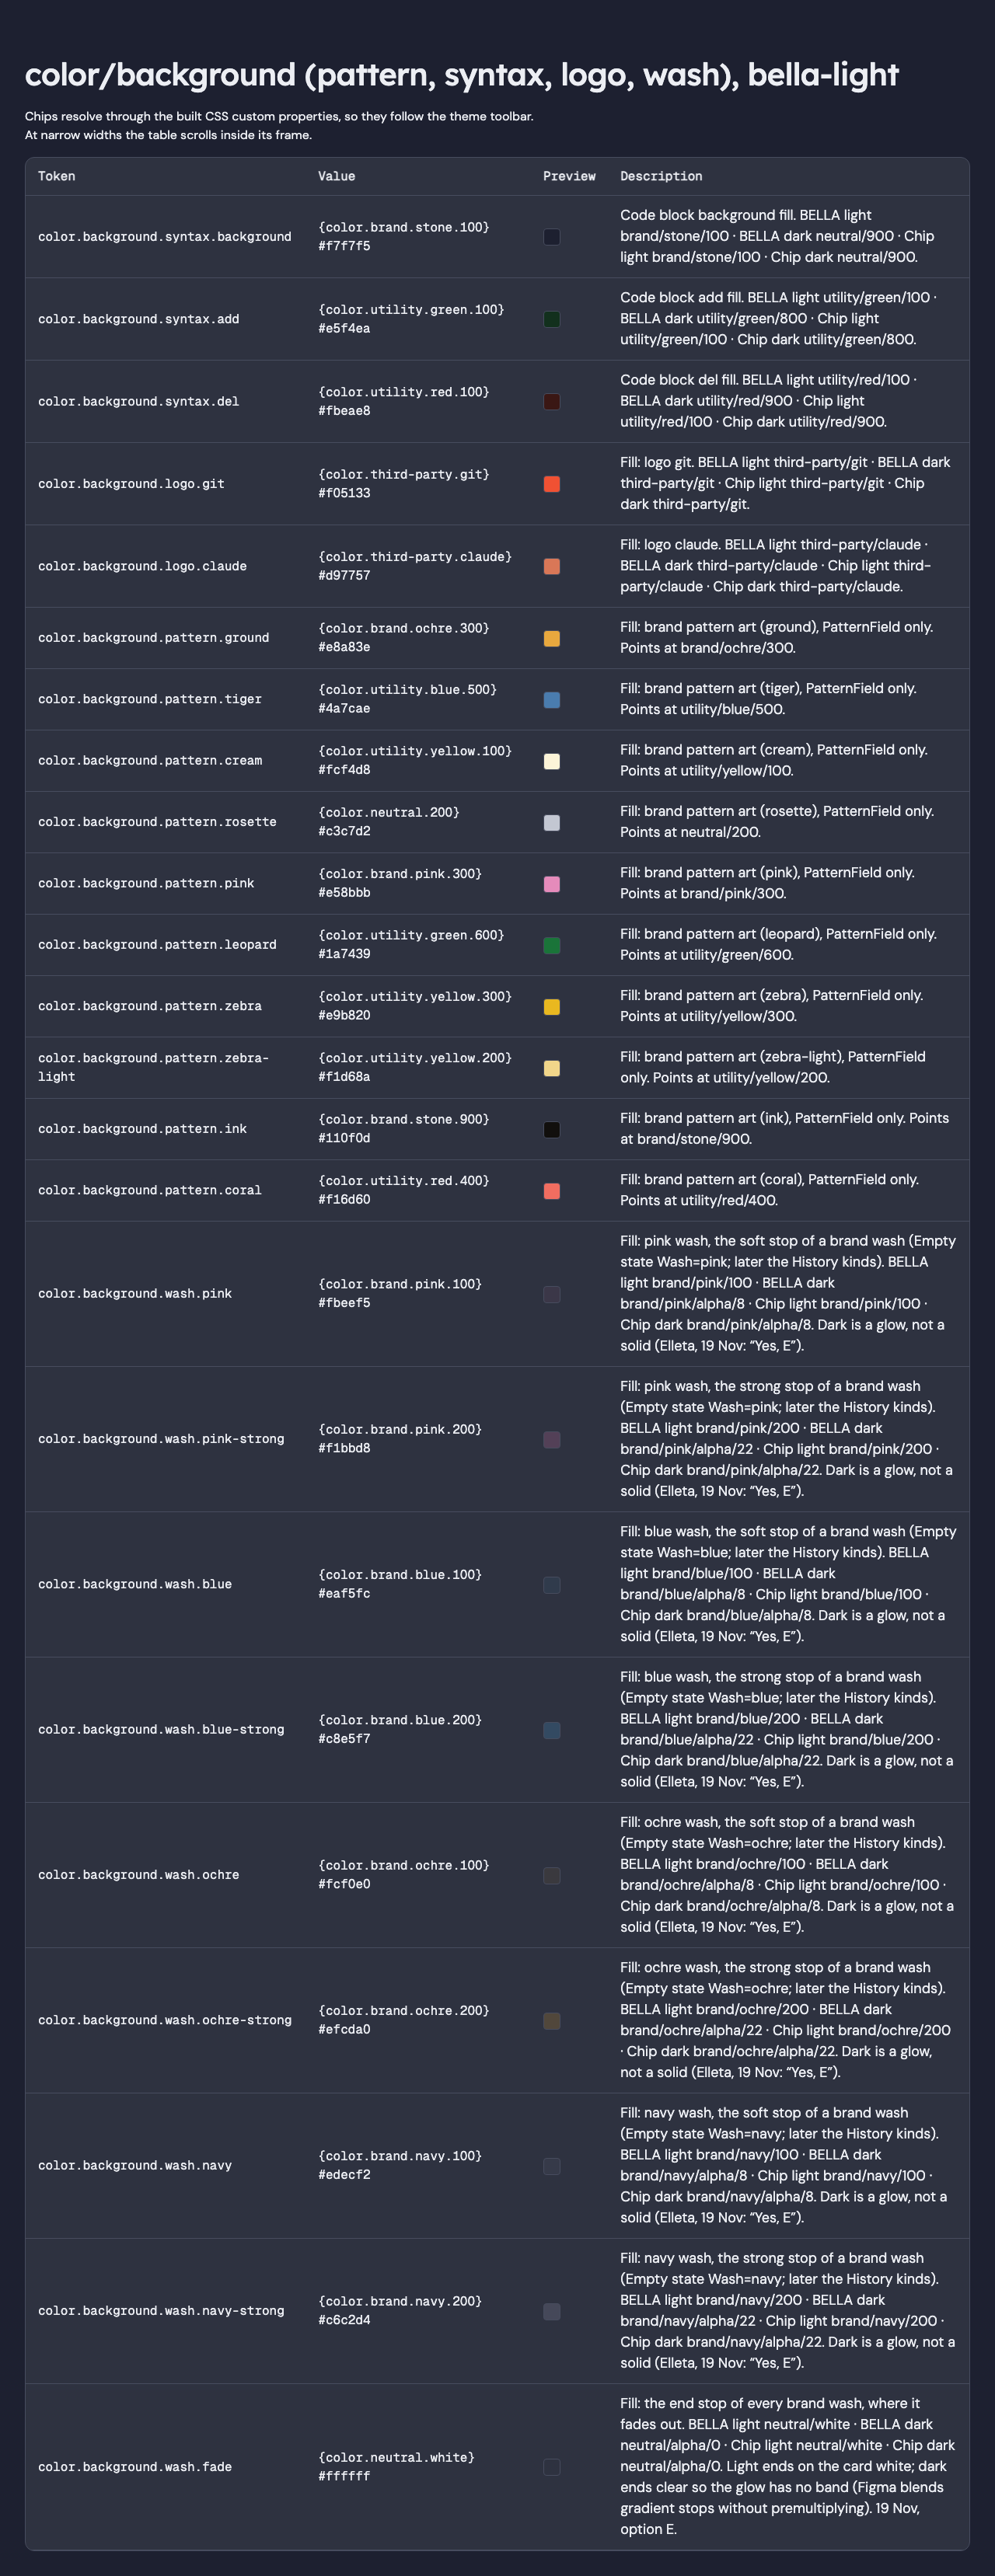 color/background (pattern, syntax, logo, wash), bella-light
Chips resolve through the built CSS custom properties, so they follow the theme toolbar.
At narrow widths the table scrolls inside its frame.
Token Value Preview Description
color.background.syntax.background
{color.brand.stone.100}
#f7f7f5
Code block background fill. BELLA light
brand/stone/100 · BELLA dark neutral/900 · Chip
light brand/stone/100 · Chip dark neutral/900.
color.background.syntax.add
{color.utility.green.100}
#e5f4ea
Code block add fill. BELLA light utility/green/100 ·
BELLA dark utility/green/800 · Chip light
utility/green/100 · Chip dark utility/green/800.
color.background.syntax.del
{color.utility.red.100}
#fbeae8
Code block del fill. BELLA light utility/red/100 ·
BELLA dark utility/red/900 · Chip light
utility/red/100 · Chip dark utility/red/900.
color.background.logo.git
{color.third-party.git}
#f05133
Fill: logo git. BELLA light third-party/git · BELLA dark
third-party/git · Chip light third-party/git · Chip
dark third-party/git.
color.background.logo.claude
{color.third-party.claude}
#d97757
Fill: logo claude. BELLA light third-party/claude ·
BELLA dark third-party/claude · Chip light third-
party/claude · Chip dark third-party/claude.
color.background.pattern.ground
{color.brand.ochre.300}
#e8a83e
Fill: brand pattern art (ground), PatternField only.
Points at brand/ochre/300.
color.background.pattern.tiger
{color.utility.blue.500}
#4a7cae
Fill: brand pattern art (tiger), PatternField only.
Points at utility/blue/500.
color.background.pattern.cream
{color.utility.yellow.100}
#fcf4d8
Fill: brand pattern art (cream), PatternField only.
Points at utility/yellow/100.
color.background.pattern.rosette
{color.neutral.200}
#c3c7d2
Fill: brand pattern art (rosette), PatternField only.
Points at neutral/200.
color.background.pattern.pink
{color.brand.pink.300}
#e58bbb
Fill: brand pattern art (pink), PatternField only.
Points at brand/pink/300.
color.background.pattern.leopard
{color.utility.green.600}
#1a7439
Fill: brand pattern art (leopard), PatternField only.
Points at utility/green/600.
color.background.pattern.zebra
{color.utility.yellow.300}
#e9b820
Fill: brand pattern art (zebra), PatternField only.
Points at utility/yellow/300.
color.background.pattern.zebra-
light
{color.utility.yellow.200}
#f1d68a
Fill: brand pattern art (zebra-light), PatternField
only. Points at utility/yellow/200.
color.background.pattern.ink
{color.brand.stone.900}
#110f0d
Fill: brand pattern art (ink), PatternField only. Points
at brand/stone/900.
color.background.pattern.coral
{color.utility.red.400}
#f16d60
Fill: brand pattern art (coral), PatternField only.
Points at utility/red/400.
color.background.wash.pink
{color.brand.pink.100}
#fbeef5
Fill: pink wash, the soft stop of a brand wash (Empty
state Wash=pink; later the History kinds). BELLA
light brand/pink/100 · BELLA dark
brand/pink/alpha/8 · Chip light brand/pink/100 ·
Chip dark brand/pink/alpha/8. Dark is a glow, not a
solid (Elleta, 19 Nov: “Yes, E”).
color.background.wash.pink-strong
{color.brand.pink.200}
#f1bbd8
Fill: pink wash, the strong stop of a brand wash
(Empty state Wash=pink; later the History kinds).
BELLA light brand/pink/200 · BELLA dark
brand/pink/alpha/22 · Chip light brand/pink/200 ·
Chip dark brand/pink/alpha/22. Dark is a glow, not a
solid (Elleta, 19 Nov: “Yes, E”).
color.background.wash.blue
{color.brand.blue.100}
#eaf5fc
Fill: blue wash, the soft stop of a brand wash (Empty
state Wash=blue; later the History kinds). BELLA
light brand/blue/100 · BELLA dark
brand/blue/alpha/8 · Chip light brand/blue/100 ·
Chip dark brand/blue/alpha/8. Dark is a glow, not a
solid (Elleta, 19 Nov: “Yes, E”).
color.background.wash.blue-strong
{color.brand.blue.200}
#c8e5f7
Fill: blue wash, the strong stop of a brand wash
(Empty state Wash=blue; later the History kinds).
BELLA light brand/blue/200 · BELLA dark
brand/blue/alpha/22 · Chip light brand/blue/200 ·
Chip dark brand/blue/alpha/22. Dark is a glow, not a
solid (Elleta, 19 Nov: “Yes, E”).
color.background.wash.ochre
{color.brand.ochre.100}
#fcf0e0
Fill: ochre wash, the soft stop of a brand wash
(Empty state Wash=ochre; later the History kinds).
BELLA light brand/ochre/100 · BELLA dark
brand/ochre/alpha/8 · Chip light brand/ochre/100 ·
Chip dark brand/ochre/alpha/8. Dark is a glow, not a
solid (Elleta, 19 Nov: “Yes, E”).
color.background.wash.ochre-strong
{color.brand.ochre.200}
#efcda0
Fill: ochre wash, the strong stop of a brand wash
(Empty state Wash=ochre; later the History kinds).
BELLA light brand/ochre/200 · BELLA dark
brand/ochre/alpha/22 · Chip light brand/ochre/200
· Chip dark brand/ochre/alpha/22. Dark is a glow,
not a solid (Elleta, 19 Nov: “Yes, E”).
color.background.wash.navy
{color.brand.navy.100}
#edecf2
Fill: navy wash, the soft stop of a brand wash
(Empty state Wash=navy; later the History kinds).
BELLA light brand/navy/100 · BELLA dark
brand/navy/alpha/8 · Chip light brand/navy/100 ·
Chip dark brand/navy/alpha/8. Dark is a glow, not a
solid (Elleta, 19 Nov: “Yes, E”).
color.background.wash.navy-strong
{color.brand.navy.200}
#c6c2d4
Fill: navy wash, the strong stop of a brand wash
(Empty state Wash=navy; later the History kinds).
BELLA light brand/navy/200 · BELLA dark
brand/navy/alpha/22 · Chip light brand/navy/200 ·
Chip dark brand/navy/alpha/22. Dark is a glow, not a
solid (Elleta, 19 Nov: “Yes, E”).
color.background.wash.fade
{color.neutral.white}
#ffffff
Fill: the end stop of every brand wash, where it
fades out. BELLA light neutral/white · BELLA dark
neutral/alpha/0 · Chip light neutral/white · Chip dark
neutral/alpha/0. Light ends on the card white; dark
ends clear so the glow has no band (Figma blends
gradient stops without premultiplying). 19 Nov,
option E.